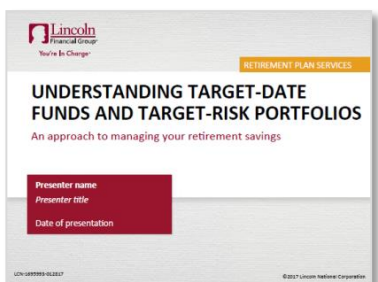 Lincoln
Financial Group®
You're In Charge®
RETIREMENT PLAN SERVICES
UNDERSTANDING TARGET-DATE
FUNDS AND TARGET-RISK PORTFOLIOS
An approach to managing your retirement savings
Presenter name
Presenter title
Date of presentation
©2017 Lincoln National Corporation